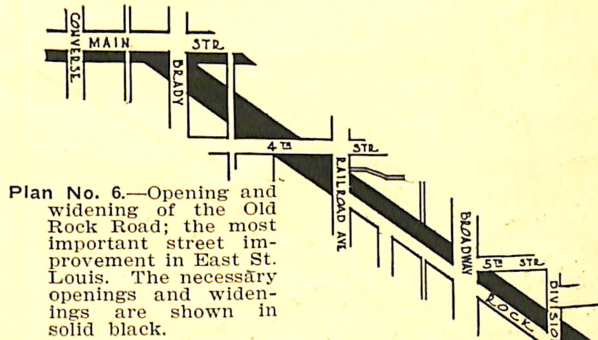 CONVERSE
MAIN STR
BRADY
4TH STR
RAILROAD AVE
BROADWAY
5TH STR
ROCK
DIVISIO
Plan No. 6.—Opening and
widening of the Old
Rock Road; the most
important street im-
provement in East St.
Louis. The necessary
openings and widen-
ings are shown in
solid black.